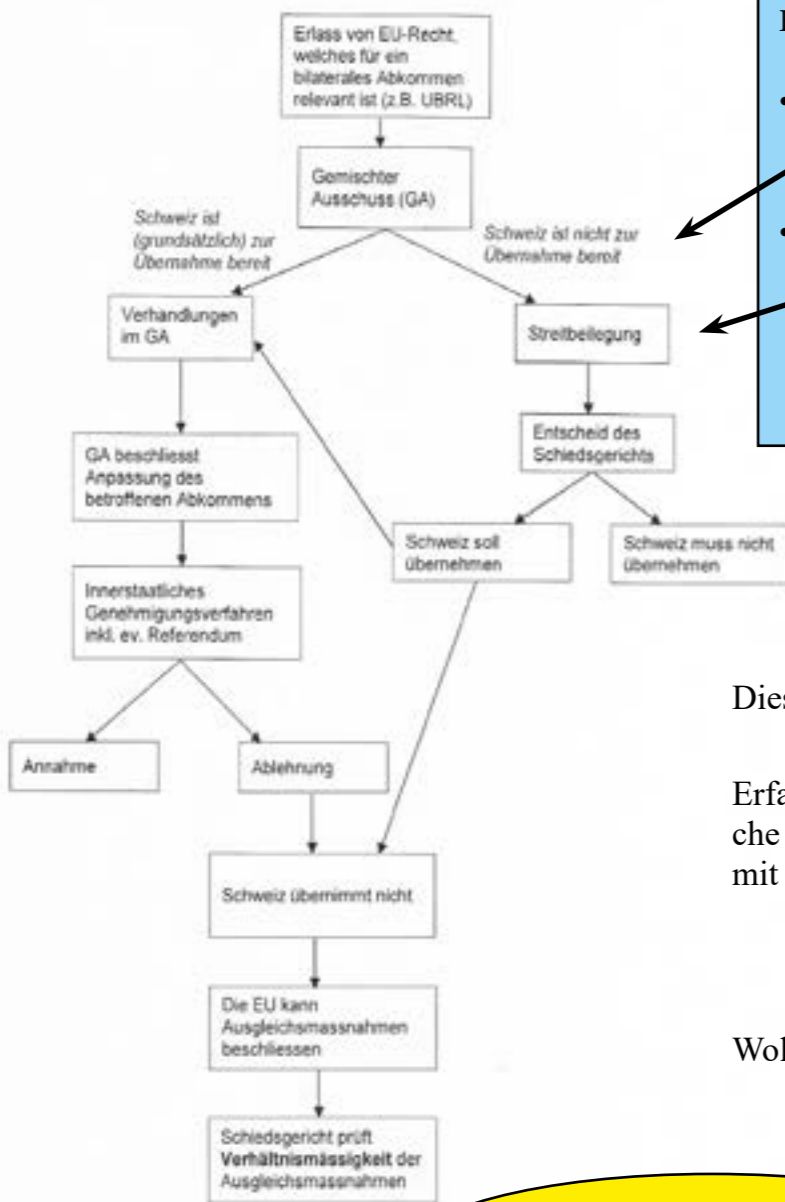 Erlass von EU-Recht,
welches für ein
bilaterales Abkommen
relevant ist (z.B. UBRL)
Gemischter
Ausschuss (GA)
Schweiz ist
(grundsätzlich) zur
Übernahme bereit
Schweiz ist nicht zur
Übernahme bereit
Verhandlungen
im GA
Streitbeilegung
GA beschliesst
Anpassung des
betroffenen Abkommens
Entscheid des
Schiedsgerichts
Schweiz soll
übernehmen
Schweiz muss nicht
übernehmen
Innerstaatliches
Genehmigungsverfahren
inkl. ev. Referendum
Annahme
Ablehnung
Schweiz übernimmt nicht
Die EU kann
Ausgleichsmassnahmen
beschliessen
Schiedsgericht prüft
Verhältnismässigkeit der
Ausgleichsmassnahmen
•
•
Dies
Erfa
che
mit
Wol